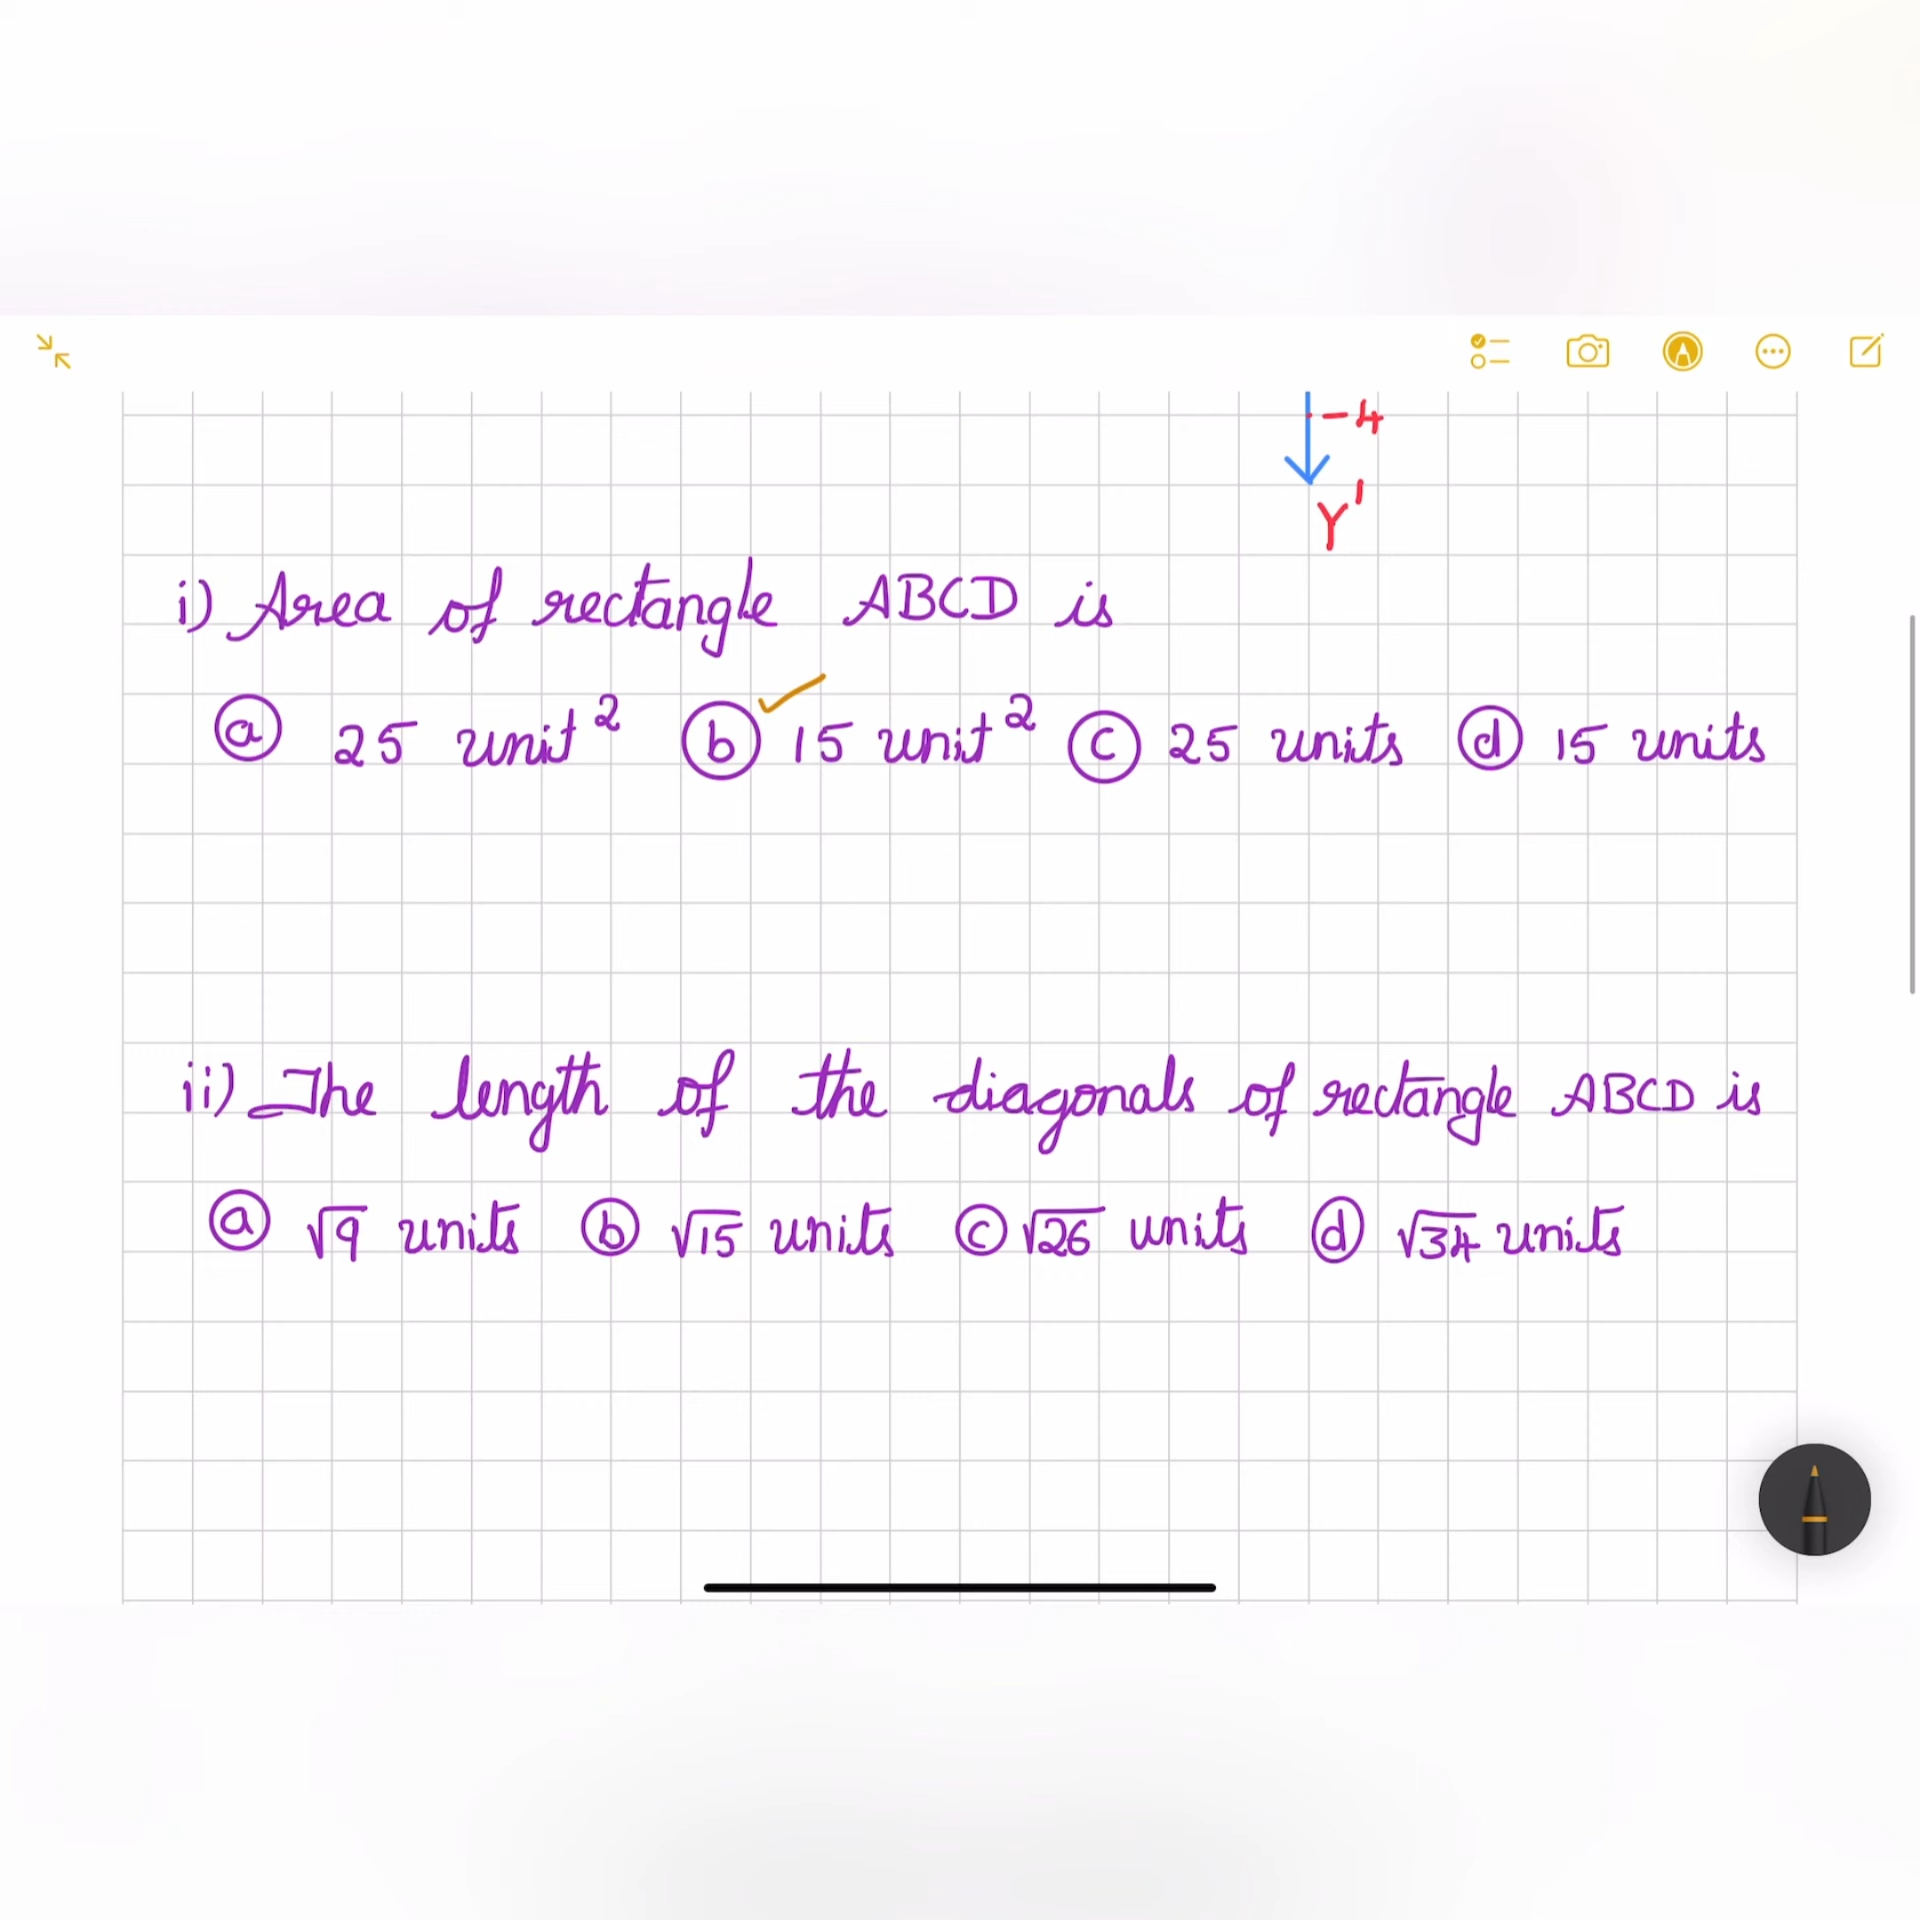 -4
Y'
i) Area of rectangle ABCD is
ⓐ 25 unit² ⓑ ✓ 15 unit² ⓒ 25 units ⓓ 15 units
ii) The length of the diagonals of rectangle ABCD is
ⓐ √9 units ⓑ √15 units ⓒ √26 units ⓓ √34 units